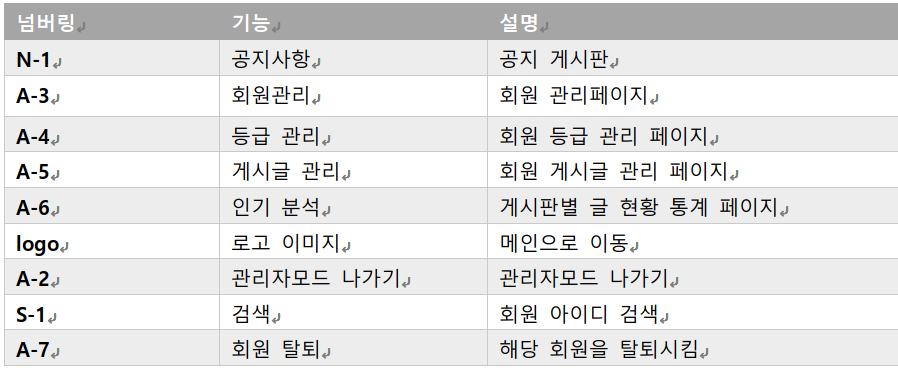 넘버링 기능 설명
N-1 공지사항 공지 게시판
A-3 회원관리 회원 관리페이지
A-4 등급 관리 회원 등급 관리 페이지
A-5 게시글 관리 회원 게시글 관리 페이지
A-6 인기 분석 게시판별 글 현황 통계 페이지
logo 로고 이미지 메인으로 이동
A-2 관리자모드 나가기 관리자모드 나가기
S-1 검색 회원 아이디 검색
A-7 회원 탈퇴 해당 회원을 탈퇴시킴